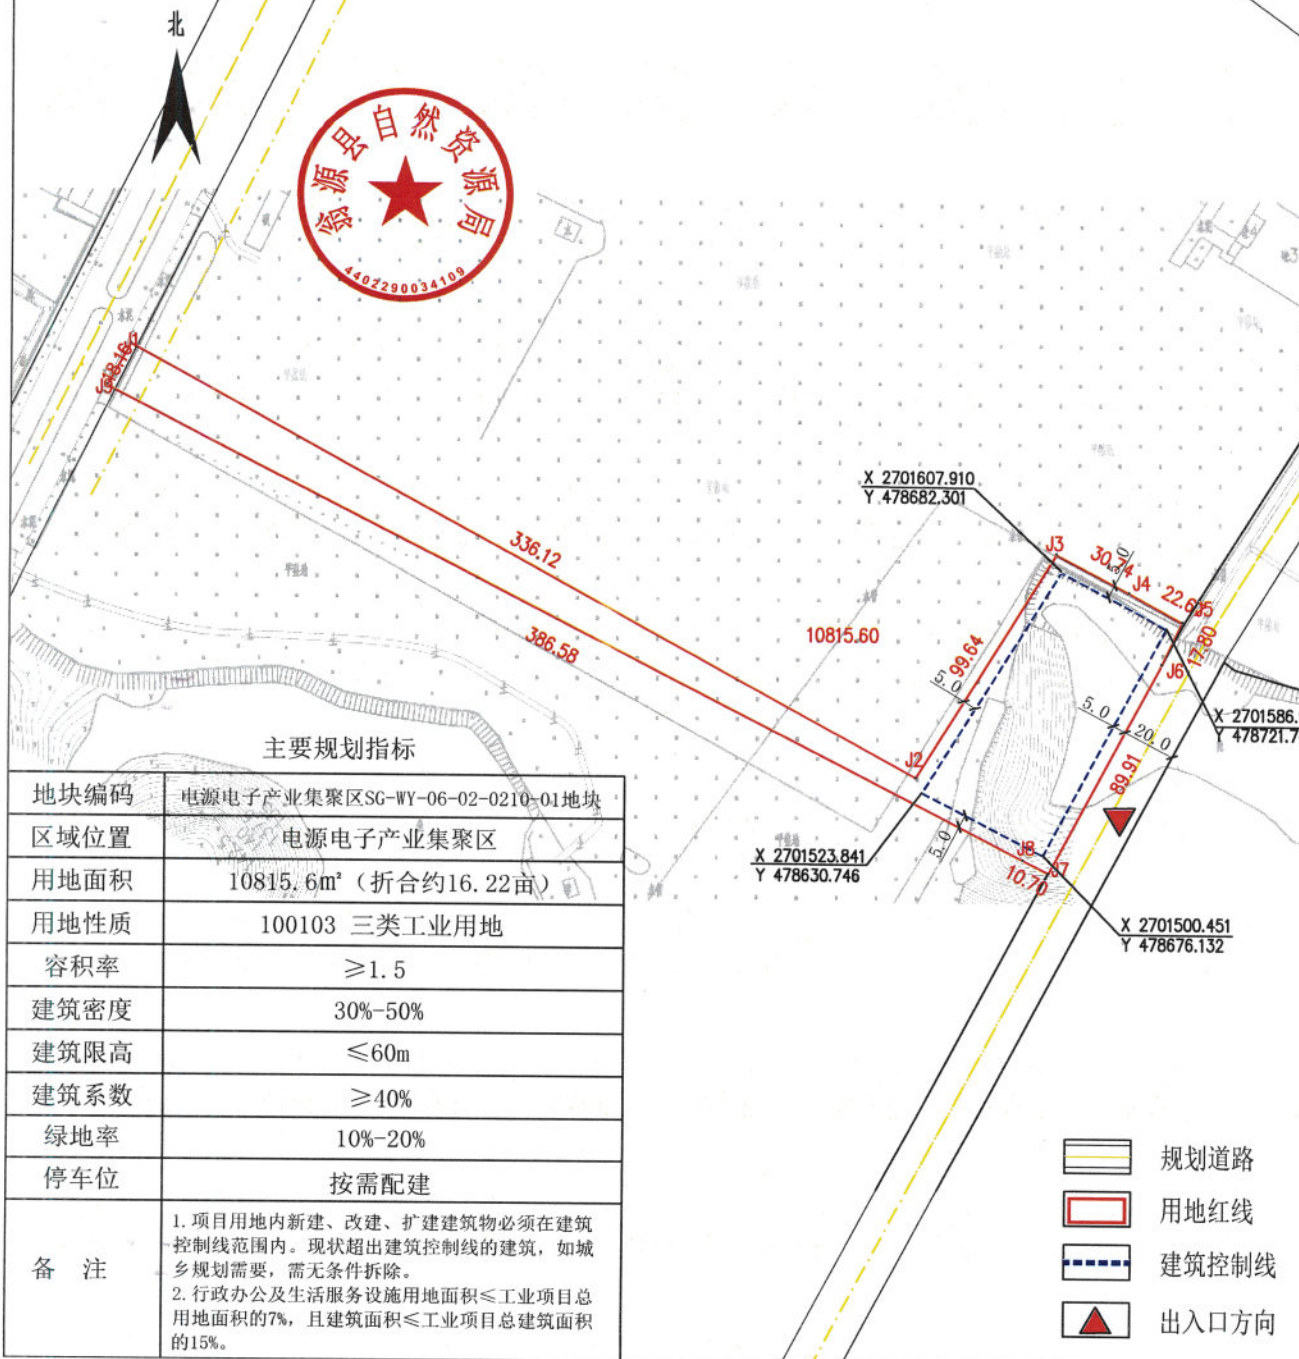 北
翁源县自然资源局
4402290034109
J1
18.16
336.12
386.58
10815.60
X 2701607.910
Y 478682.301
J3
30.74
5.0
J4
22.6
J5
17.80
J6
99.64
5.0
5.0
20.0
X 2701586.
Y 478721.7
J2
89.91
X 2701523.841
Y 478630.746
5.0
J8
J7
10.70
X 2701500.451
Y 478676.132
主要规划指标
地块编码 电源电子产业集聚区SG-WY-06-02-0210-01地块
区域位置 电源电子产业集聚区
用地面积 10815.6m²（折合约16.22亩）
用地性质 100103 三类工业用地
容积率 ≥1.5
建筑密度 30%-50%
建筑限高 ≤60m
建筑系数 ≥40%
绿地率 10%-20%
停车位 按需配建
备 注
1.项目用地内新建、改建、扩建建筑物必须在建筑
控制线范围内。现状超出建筑控制线的建筑，如城
乡规划需要，需无条件拆除。
2.行政办公及生活服务设施用地面积≤工业项目总
用地面积的7%，且建筑面积≤工业项目总建筑面积
的15%。
规划道路
用地红线
建筑控制线
出入口方向